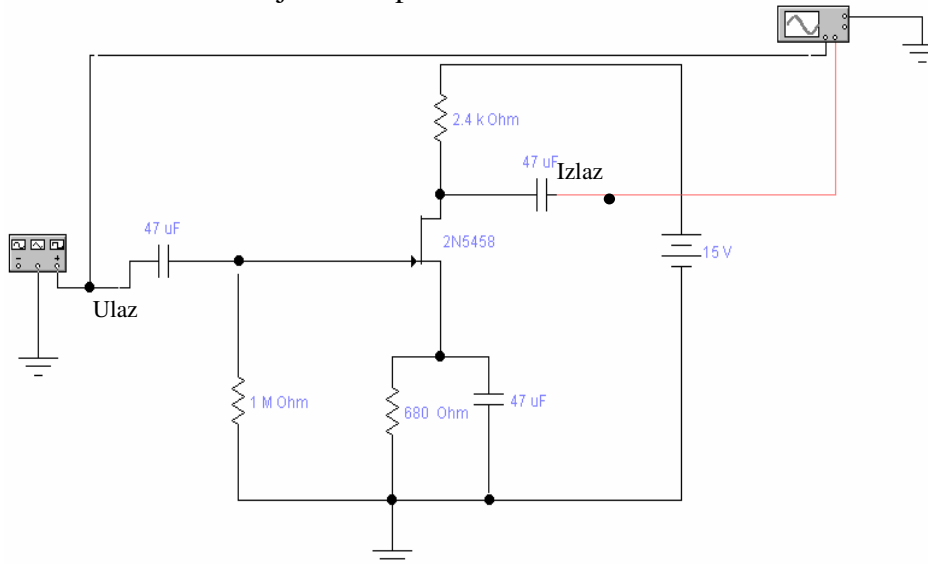 2.4 k Ohm
47 uF
Izlaz
47 uF
2N5458
15 V
Ulaz
1 M Ohm
680 Ohm
47 uF